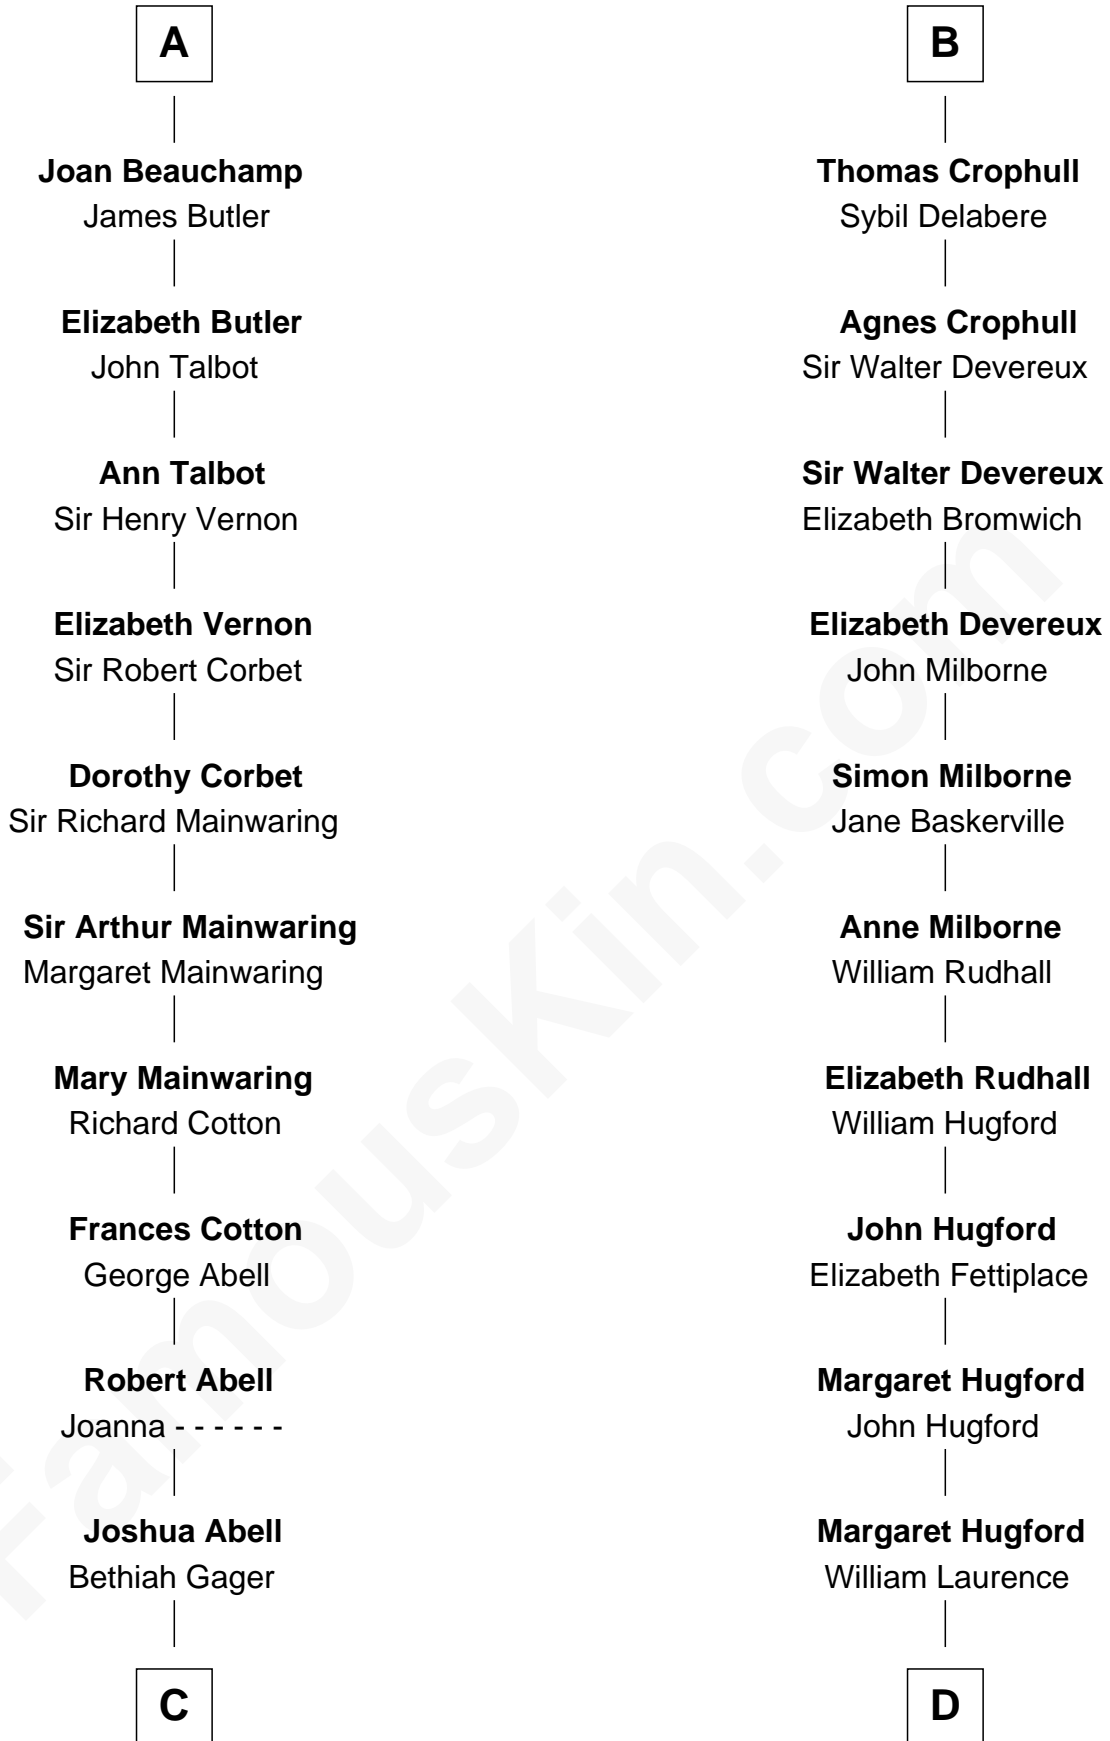 A
Joan Beauchamp
James Butler
Elizabeth Butler
John Talbot
Ann Talbot
Sir Henry Vernon
Elizabeth Vernon
Sir Robert Corbet
Dorothy Corbet
Sir Richard Mainwaring
Sir Arthur Mainwaring
Margaret Mainwaring
Mary Mainwaring
Richard Cotton
Frances Cotton
George Abell
Robert Abell
Joanna - - - - - -
Joshua Abell
Bethiah Gager
C
B
Thomas Crophull
Sybil Delabere
Agnes Crophull
Sir Walter Devereux
Sir Walter Devereux
Elizabeth Bromwich
Elizabeth Devereux
John Milborne
Simon Milborne
Jane Baskerville
Anne Milborne
William Rudhall
Elizabeth Rudhall
William Hugford
John Hugford
Elizabeth Fettiplace
Margaret Hugford
John Hugford
Margaret Hugford
William Laurence
D
FamousKin.com